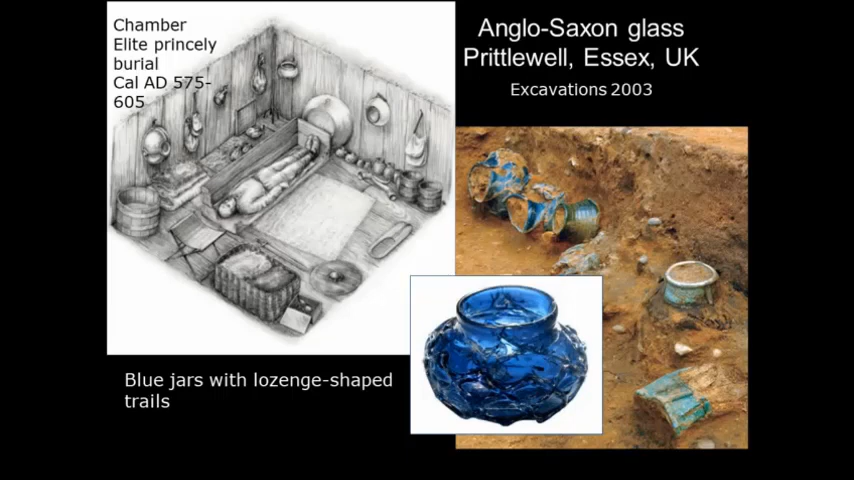 Chamber
Elite princely
burial
Cal AD 575-
605
Anglo-Saxon glass
Prittlewell, Essex, UK
Excavations 2003
Blue jars with lozenge-shaped
trails